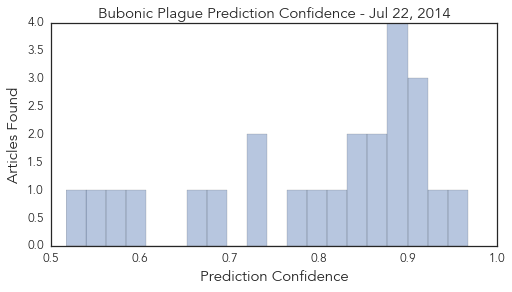 Bubonic Plague Prediction Confidence - Jul 22, 2014
Articles Found
4.0
3.5
3.0
2.5
2.0
1.5
1.0
0.5
0.0
0.5 0.6 0.7 0.8 0.9 1.0
Prediction Confidence